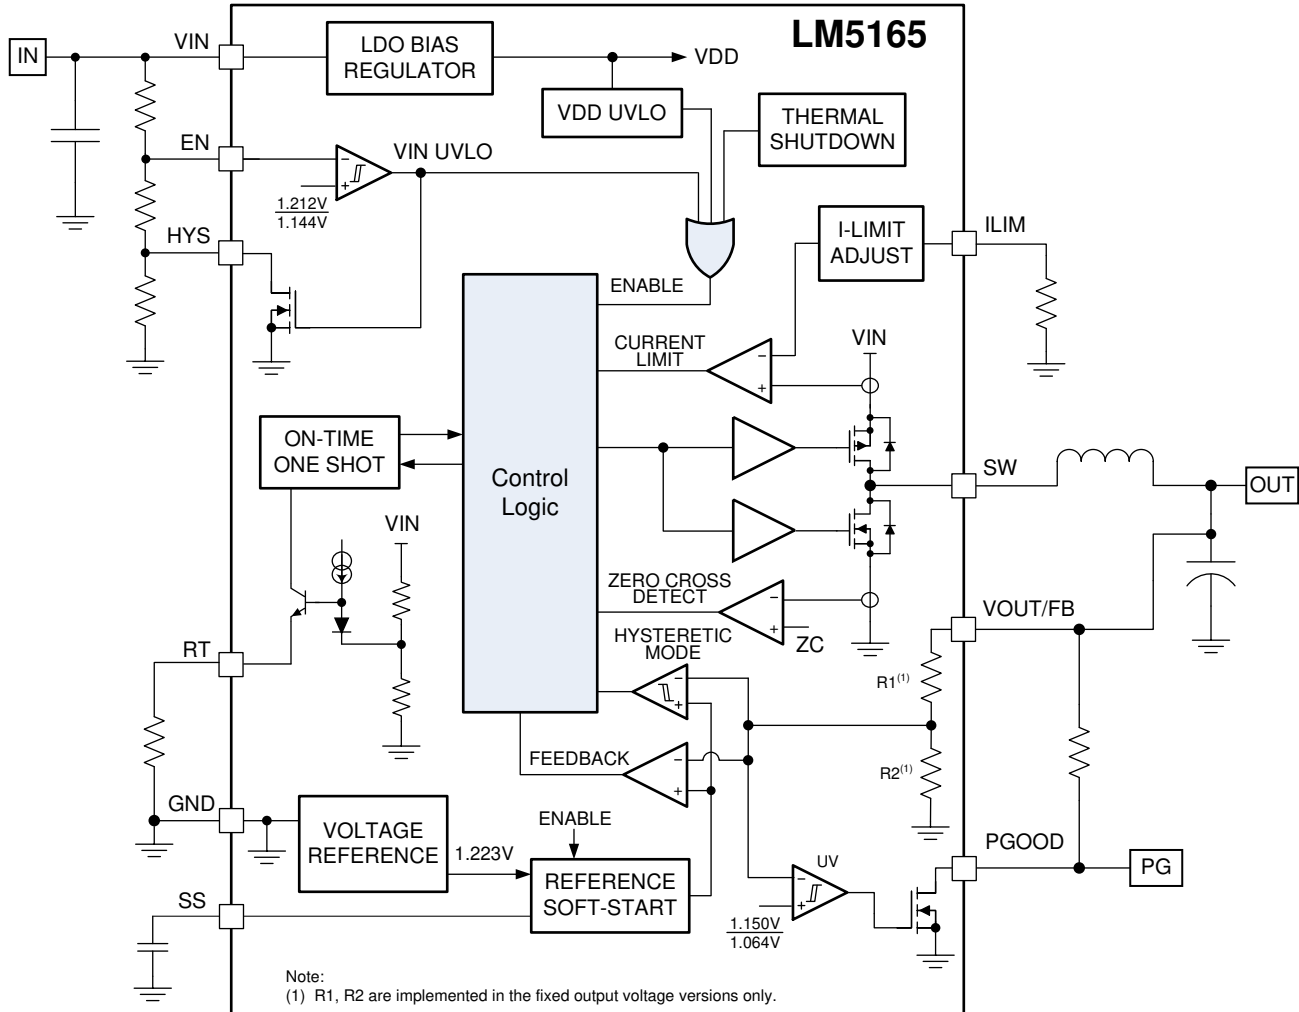 LM5165
IN
VIN
LDO BIAS
REGULATOR
VDD
VDD UVLO
THERMAL
SHUTDOWN
EN
−
+
VIN UVLO
1.212V
1.144V
HYS
I-LIMIT
ADJUST
ILIM
ENABLE
CURRENT
LIMIT
−
+
VIN
ON-TIME
ONE SHOT
Control
Logic
SW
OUT
VIN
ZERO CROSS
DETECT
−
+
ZC
VOUT/FB
HYSTERETIC
MODE
−
+
RT
R1(1)
FEEDBACK
−
+
R2(1)
GND
VOLTAGE
REFERENCE
1.223V
ENABLE
REFERENCE
SOFT-START
UV
−
+
1.150V
1.064V
PGOOD
PG
SS
Note:
(1) R1, R2 are implemented in the fixed output voltage versions only.